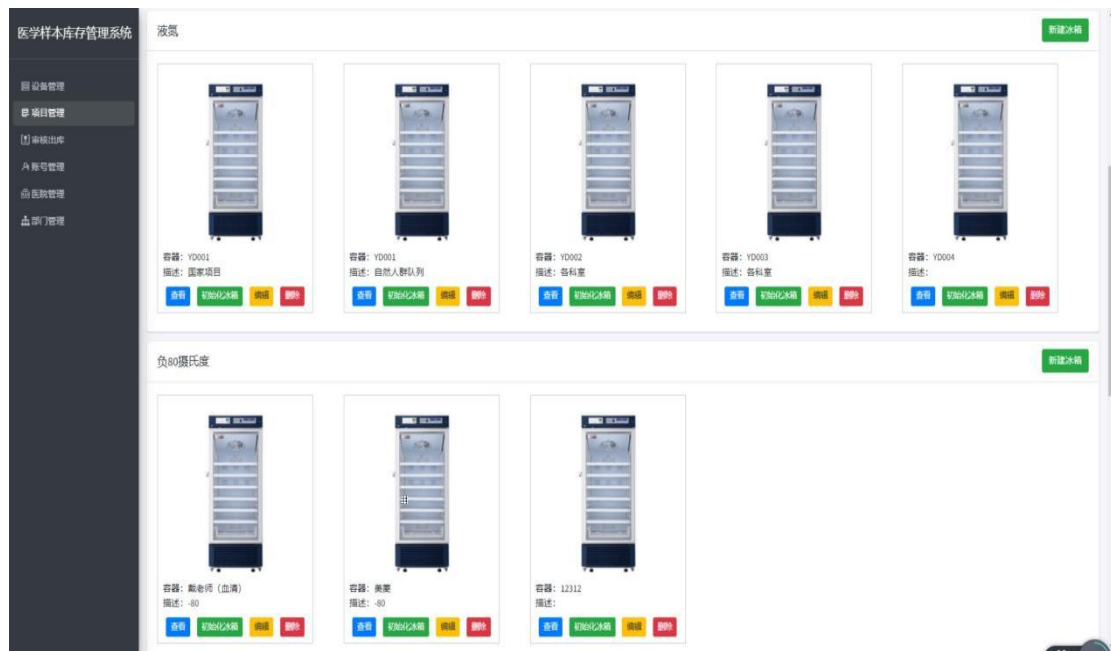 医学样本库存管理系统
设备管理
项目管理
审核出库
账号管理
医院管理
部门管理
液氮
新建冰箱
容器: YD001
描述: 国家项目
查看 初始化冰箱 编辑 删除
容器: YD001
描述: 自然人群队列
查看 初始化冰箱 编辑 删除
容器: YD002
描述: 各科室
查看 初始化冰箱 编辑 删除
容器: YD003
描述: 各科室
查看 初始化冰箱 编辑 删除
容器: YD004
描述:
查看 初始化冰箱 编辑 删除
负80摄氏度
新建冰箱
容器: 戴老师（血清）
描述: -80
查看 初始化冰箱 编辑 删除
容器: 美菱
描述: -80
查看 初始化冰箱 编辑 删除
容器: 12312
描述:
查看 初始化冰箱 编辑 删除